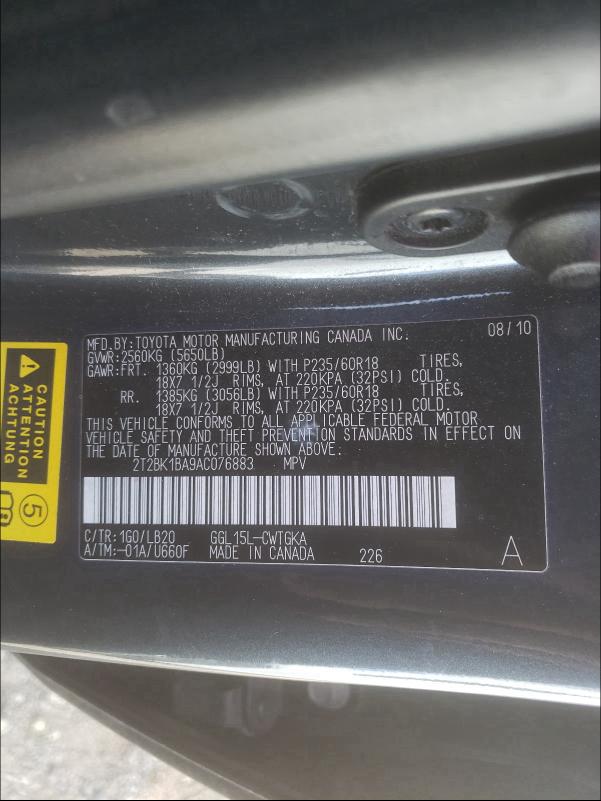 MFD.BY:TOYOTA MOTOR MANUFACTURING CANADA INC. 08/10
GVWR:2560KG (5650LB)
GAWR:FRT. 1360KG (2999LB) WITH P235/60R18 TIRES,
18X7 1/2J RIMS, AT 220KPA (32PSI) COLD.
RR. 1385KG (3056LB) WITH P235/60R18 TIRES,
18X7 1/2J RIMS, AT 220KPA (32PSI) COLD.
THIS VEHICLE CONFORMS TO ALL APPLICABLE FEDERAL MOTOR
VEHICLE SAFETY AND THEFT PREVENTION STANDARDS IN EFFECT ON
THE DATE OF MANUFACTURE SHOWN ABOVE.
2T2BK1BA9AC076883 MPV
C/TR:1G0/LB20 GGL15L-CWTGKA
A/TM:-01A/U660F MADE IN CANADA 226 A
CAUTION
ATTENTION
ACHTUNG
5